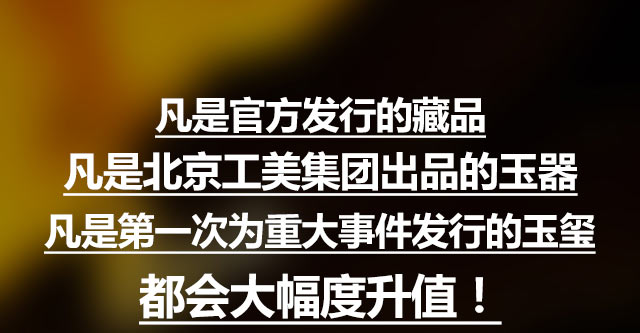 凡是官方发行的藏品
凡是北京工美集团出品的玉器
凡是第一次为重大事件发行的玉玺
都会大幅度升值！